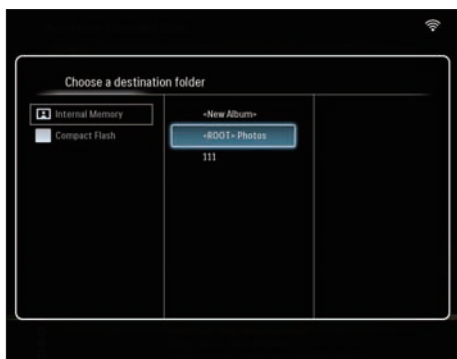 Choose a destination folder
Internal Memory
Compact Flash
<New Album>
<ROOT> Photos
111